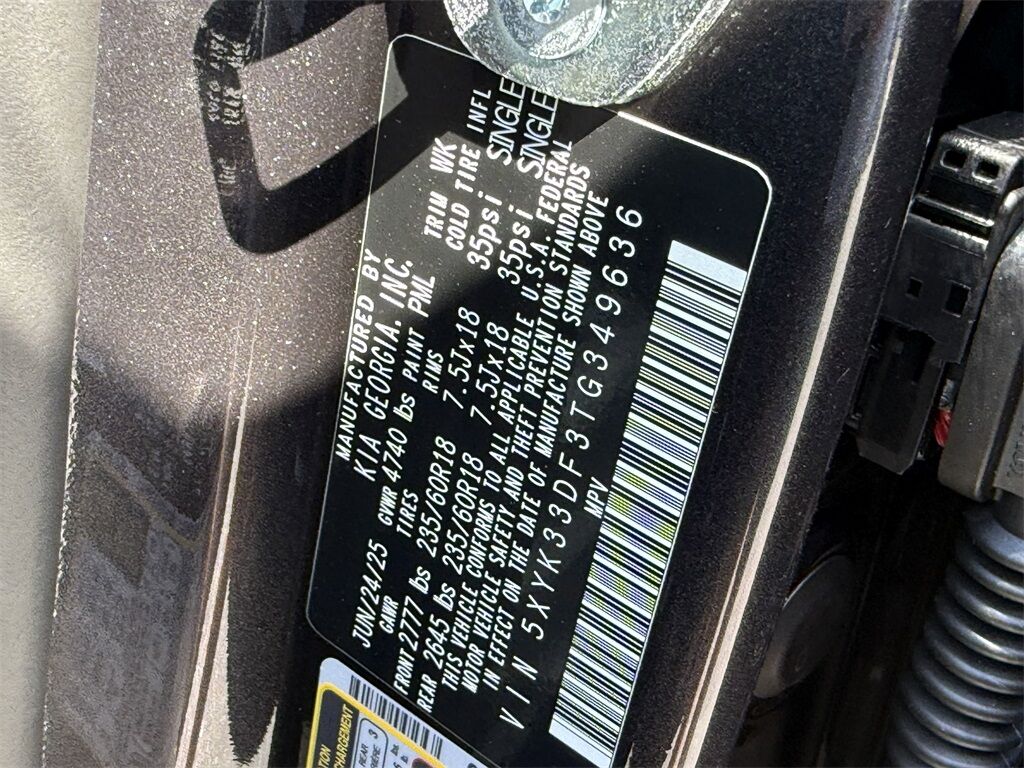 MANUFACTURED BY
KIA GEORGIA. INC.
JUN/24/25 GVWR 4740 lbs PAINT PML TRIM WK
GAWR TIRES RIMS COLD TIRE INFL
FRONT 2777 lbs 235/60R18 7.5Jx18 35psi SINGLE
REAR 2645 lbs 235/60R18 7.5Jx18 35psi SINGLE
THIS VEHICLE CONFORMS TO ALL APPLICABLE U.S.A. FEDERAL
MOTOR VEHICLE SAFETY AND THEFT PREVENTION STANDARDS
IN EFFECT ON THE DATE OF MANUFACTURE SHOWN ABOVE
MPV
VIN 5XYK33DF3TG349636
REAR 3